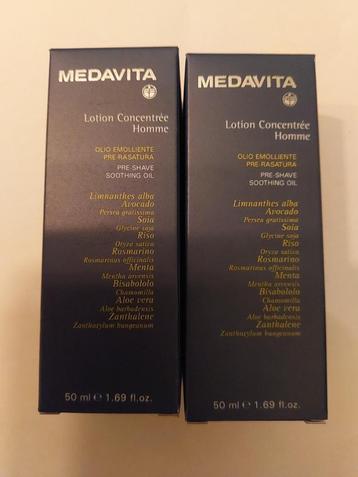 MEDAVITA
Lotion Concentrée
Homme
OLIO EMOLLIENTE
PRE-RASATURA
PRE-SHAVE
SOOTHING OIL
Limnanthes alba
Avocado
Persea gratissima
Soia
Glycine soja
Riso
Oryza sativa
Rosmarino
Rosmarinus officinalis
Menta
Mentha arvensis
Bisabololo
Chamomilla
Aloe vera
Aloe barbadensis
Zanthalene
Zanthoxylum bungeanum
50 ml ℮ 1.69 fl.oz.
MEDAVITA
Lotion Concentrée
Homme
OLIO EMOLLIENTE
PRE-RASATURA
PRE-SHAVE
SOOTHING OIL
Limnanthes alba
Avocado
Persea gratissima
Soia
Glycine soja
Riso
Oryza sativa
Rosmarino
Rosmarinus officinalis
Menta
Mentha arvensis
Bisabololo
Chamomilla
Aloe vera
Aloe barbadensis
Zanthalene
Zanthoxylum bungeanum
50 ml ℮ 1.69 fl.oz.